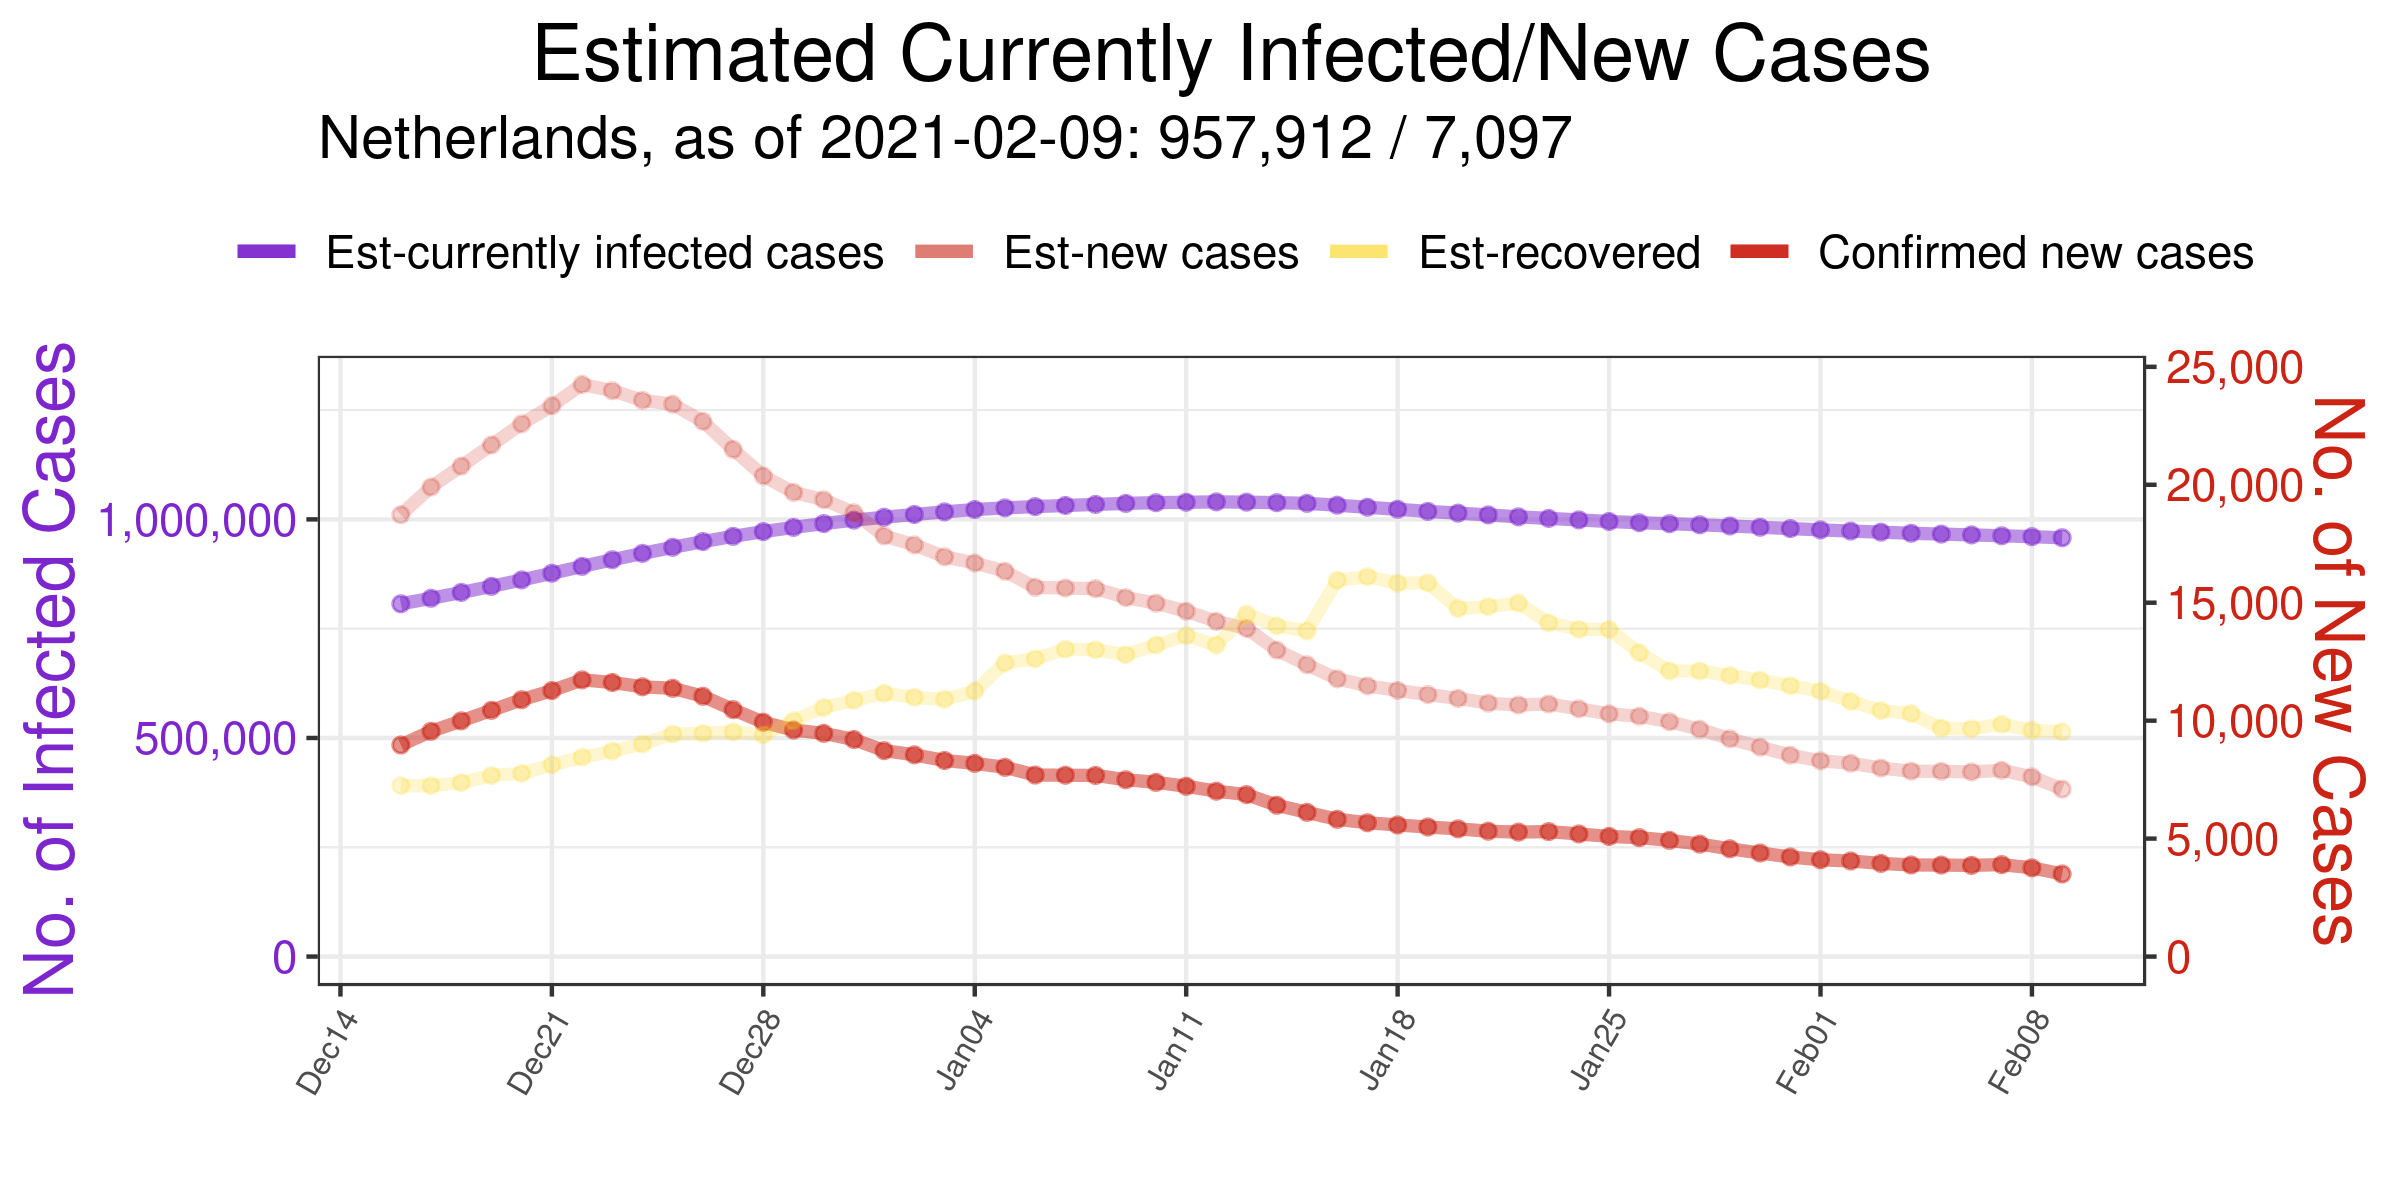 Estimated Currently Infected/New Cases
Netherlands, as of 2021-02-09: 957,912 / 7,097
Est-currently infected cases Est-new cases Est-recovered Confirmed new cases
No. of Infected Cases
1,000,000
500,000
0
25,000
20,000
15,000
10,000
5,000
0
No. of New Cases
Dec14 Dec21 Dec28 Jan04 Jan11 Jan18 Jan25 Feb01 Feb08